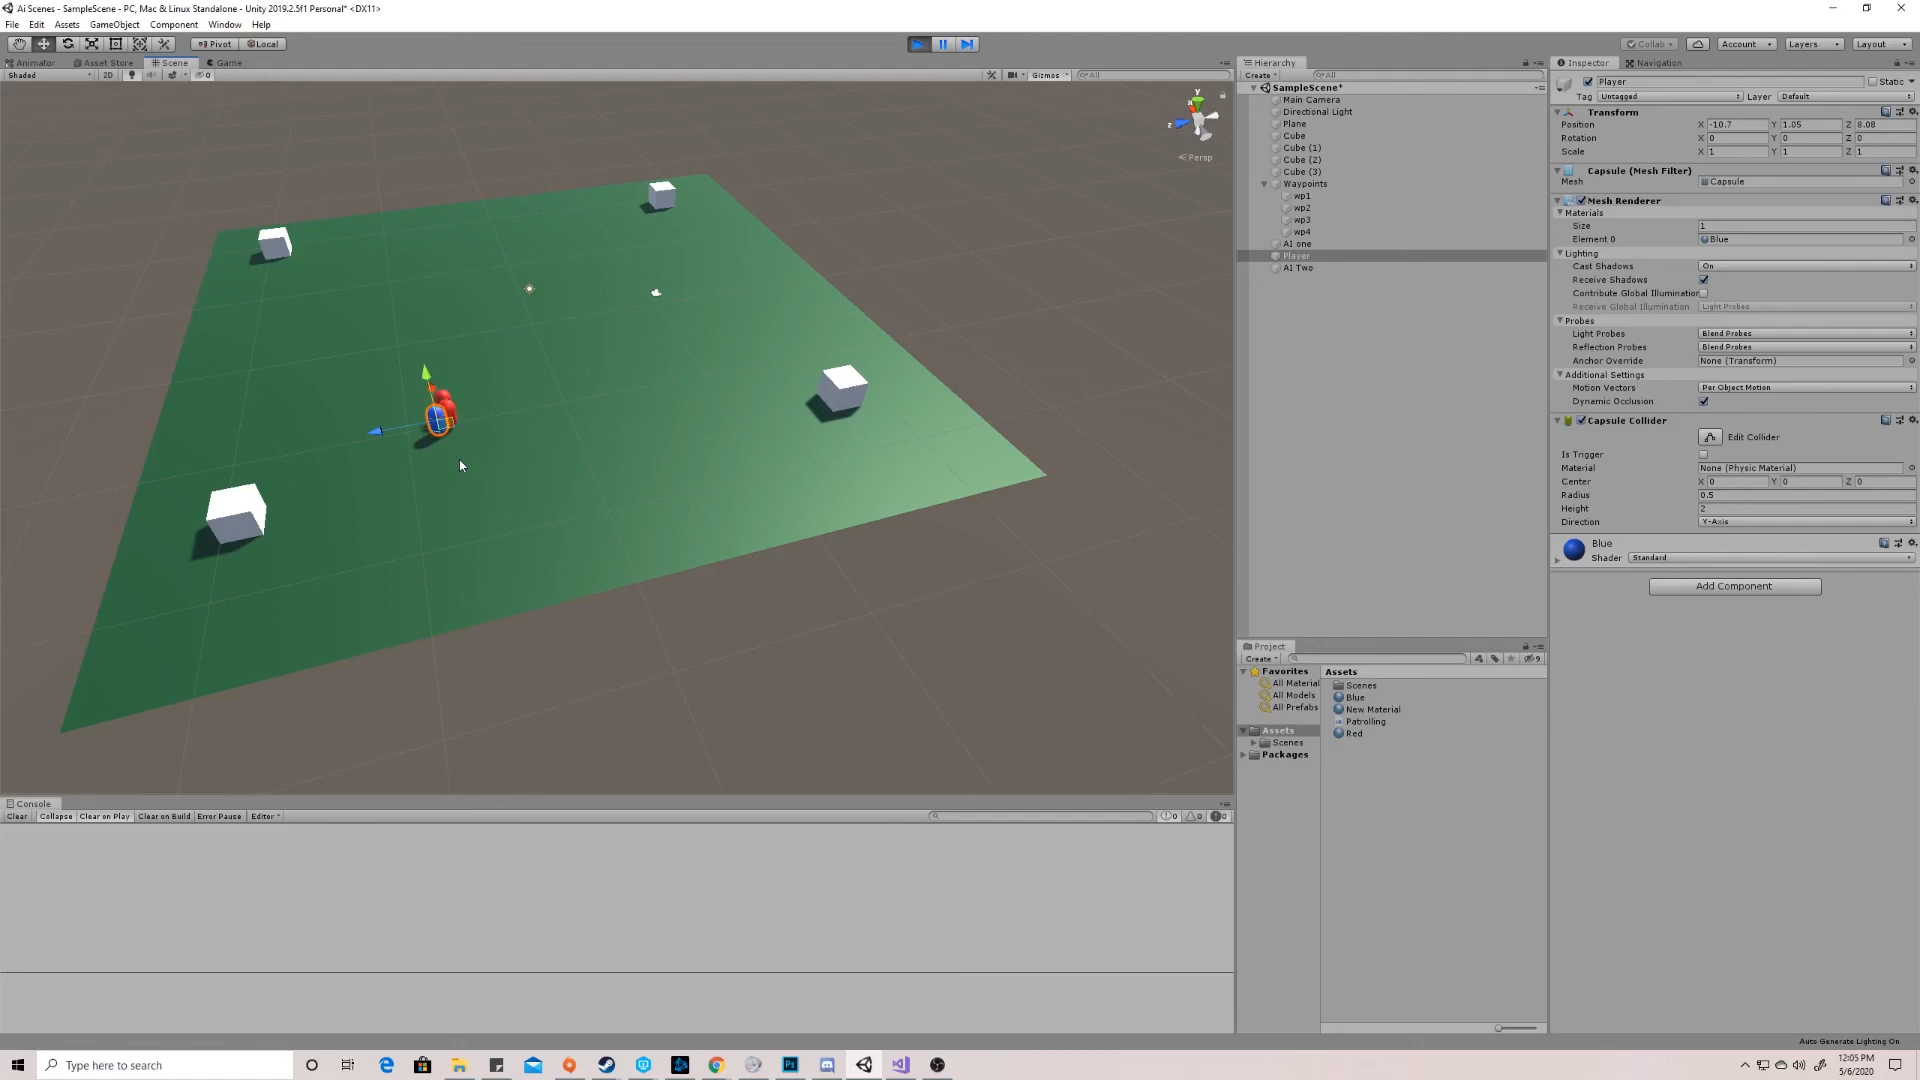 Ai Scenes - SampleScene - PC, Mac & Linux Standalone - Unity 2019.2.5f1 Personal* <DX11>
File Edit Assets GameObject Component Window Help
Pivot Local Collab Account Layers Layout
Animator Asset Store Scene Game
Shaded 2D 0 Gizmos All
y
x
z
Persp
Hierarchy
Create All
SampleScene*
Main Camera
Directional Light
Plane
Cube
Cube (1)
Cube (2)
Cube (3)
Waypoints
wp1
wp2
wp3
wp4
AI one
Player
AI Two
Inspector Navigation
Player Static
Tag Untagged Layer Default
Transform
Position X -10.7 Y 1.05 Z 8.08
Rotation X 0 Y 0 Z 0
Scale X 1 Y 1 Z 1
Capsule (Mesh Filter)
Mesh Capsule
Mesh Renderer
Materials
Size 1
Element 0 Blue
Lighting
Cast Shadows On
Receive Shadows
Contribute Global Illumination
Receive Global Illumination Light Probes
Probes
Light Probes Blend Probes
Reflection Probes Blend Probes
Anchor Override None (Transform)
Additional Settings
Motion Vectors Per Object Motion
Dynamic Occlusion
Capsule Collider
Edit Collider
Is Trigger
Material None (Physic Material)
Center X 0 Y 0 Z 0
Radius 0.5
Height 2
Direction Y-Axis
Blue
Shader Standard
Add Component
Project
Create 9
Favorites
All Material
All Models
All Prefabs
Assets
Scenes
Packages
Assets
Scenes
Blue
New Material
Patrolling
Red
Console
Clear Collapse Clear on Play Clear on Build Error Pause Editor 0 0 0
Auto Generate Lighting On
Type here to search
12:05 PM
5/6/2020